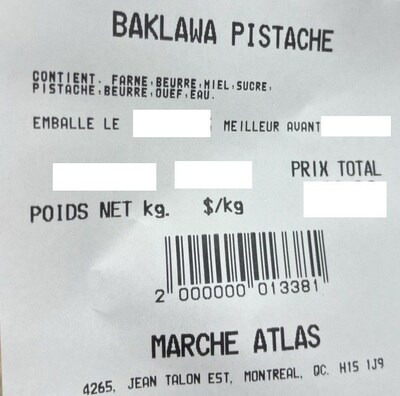 BAKLAWA PISTACHE
CONTIENT. FARNE,BEURRE,MIEL,SUCRE,
PISTACHE,BEURRE,OUEF,EAU.
EMBALLE LE MEILLEUR AVANT
PRIX TOTAL
POIDS NET kg. $/kg
2 000000 013381
MARCHE ATLAS
4265, JEAN TALON EST, MONTREAL, QC. H1S 1J9